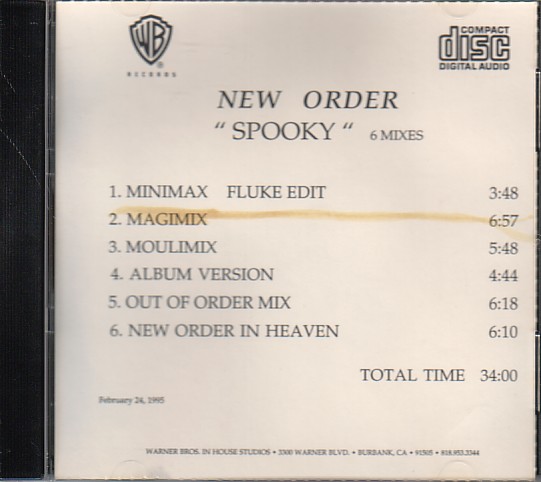 WB
RECORDS
COMPACT
disc
DIGITAL AUDIO
NEW ORDER
“ SPOOKY “ 6 MIXES
1. MINIMAX FLUKE EDIT 3:48
2. MAGIMIX 6:57
3. MOULIMIX 5:48
4. ALBUM VERSION 4:44
5. OUT OF ORDER MIX 6:18
6. NEW ORDER IN HEAVEN 6:10
TOTAL TIME 34:00
February 24, 1995
WARNER BROS. IN HOUSE STUDIOS • 3300 WARNER BLVD. • BURBANK, CA • 91505 • 818.953.3344